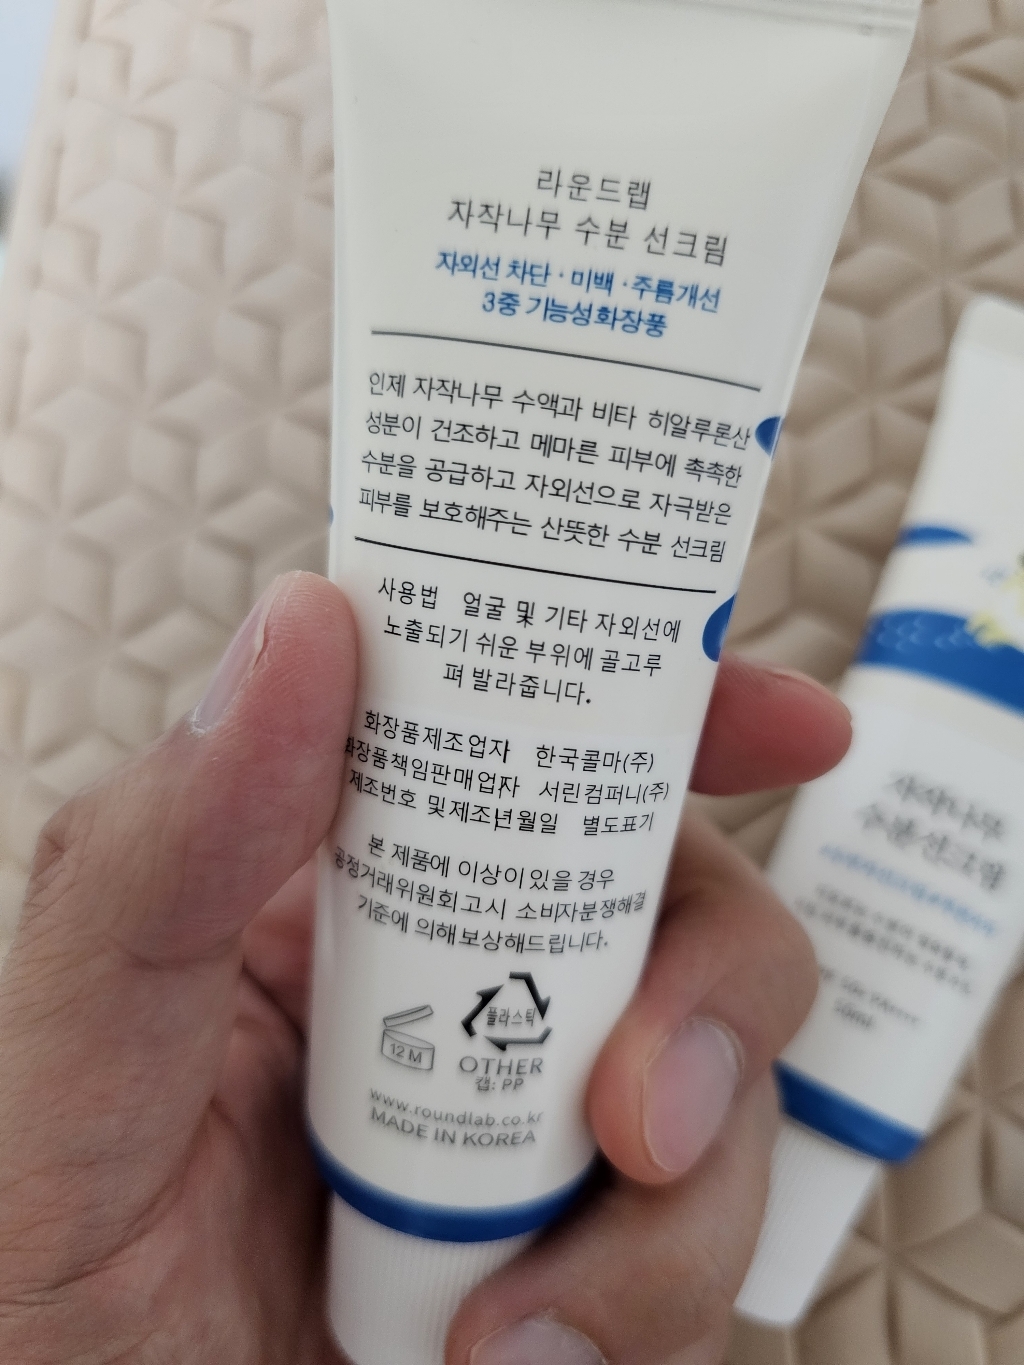 라운드랩
자작나무 수분 선크림
자외선 차단 · 미백 · 주름개선
3중 기능성화장품
인제 자작나무 수액과 비타 히알루론산
성분이 건조하고 메마른 피부에 촉촉한
수분을 공급하고 자외선으로 자극받은
피부를 보호해주는 산뜻한 수분 선크림
사용법 얼굴 및 기타 자외선에
노출되기 쉬운 부위에 골고루
펴 발라줍니다.
화장품제조업자 한국콜마(주)
화장품책임판매업자 서린컴퍼니(주)
제조번호 및제조년월일 별도표기
본 제품에 이상이있을 경우
공정거래위원회고시 소비자분쟁해결
기준에 의해보상해드립니다.
플라스틱
12 M
OTHER
캡: PP
www.roundlab.co.kr
MADE IN KOREA
자작나무
수분선크림